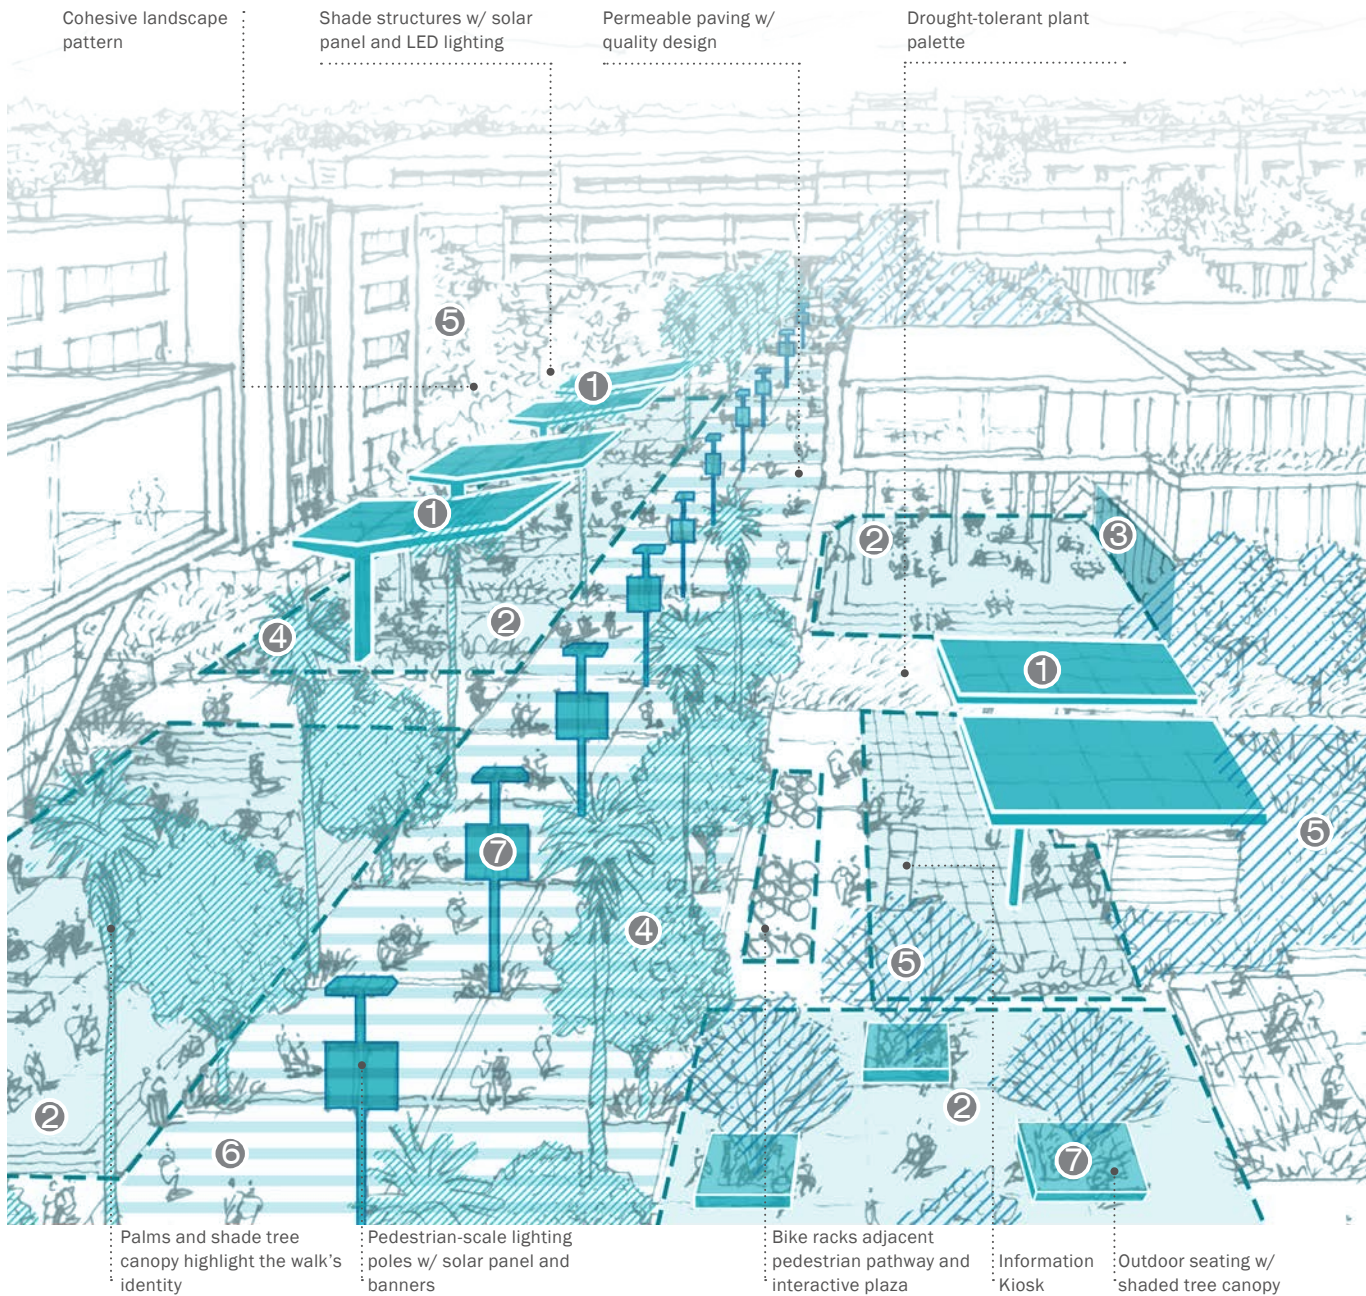 Cohesive landscape
pattern
Shade structures w/ solar
panel and LED lighting
Permeable paving w/
quality design
Drought-tolerant plant
palette
5
1
1
2
3
4
2
1
7
5
4
5
2
2
7
6
Palms and shade tree
canopy highlight the walk's
identity
Pedestrian-scale lighting
poles w/ solar panel and
banners
Bike racks adjacent
pedestrian pathway and
interactive plaza
Information
Kiosk
Outdoor seating w/
shaded tree canopy